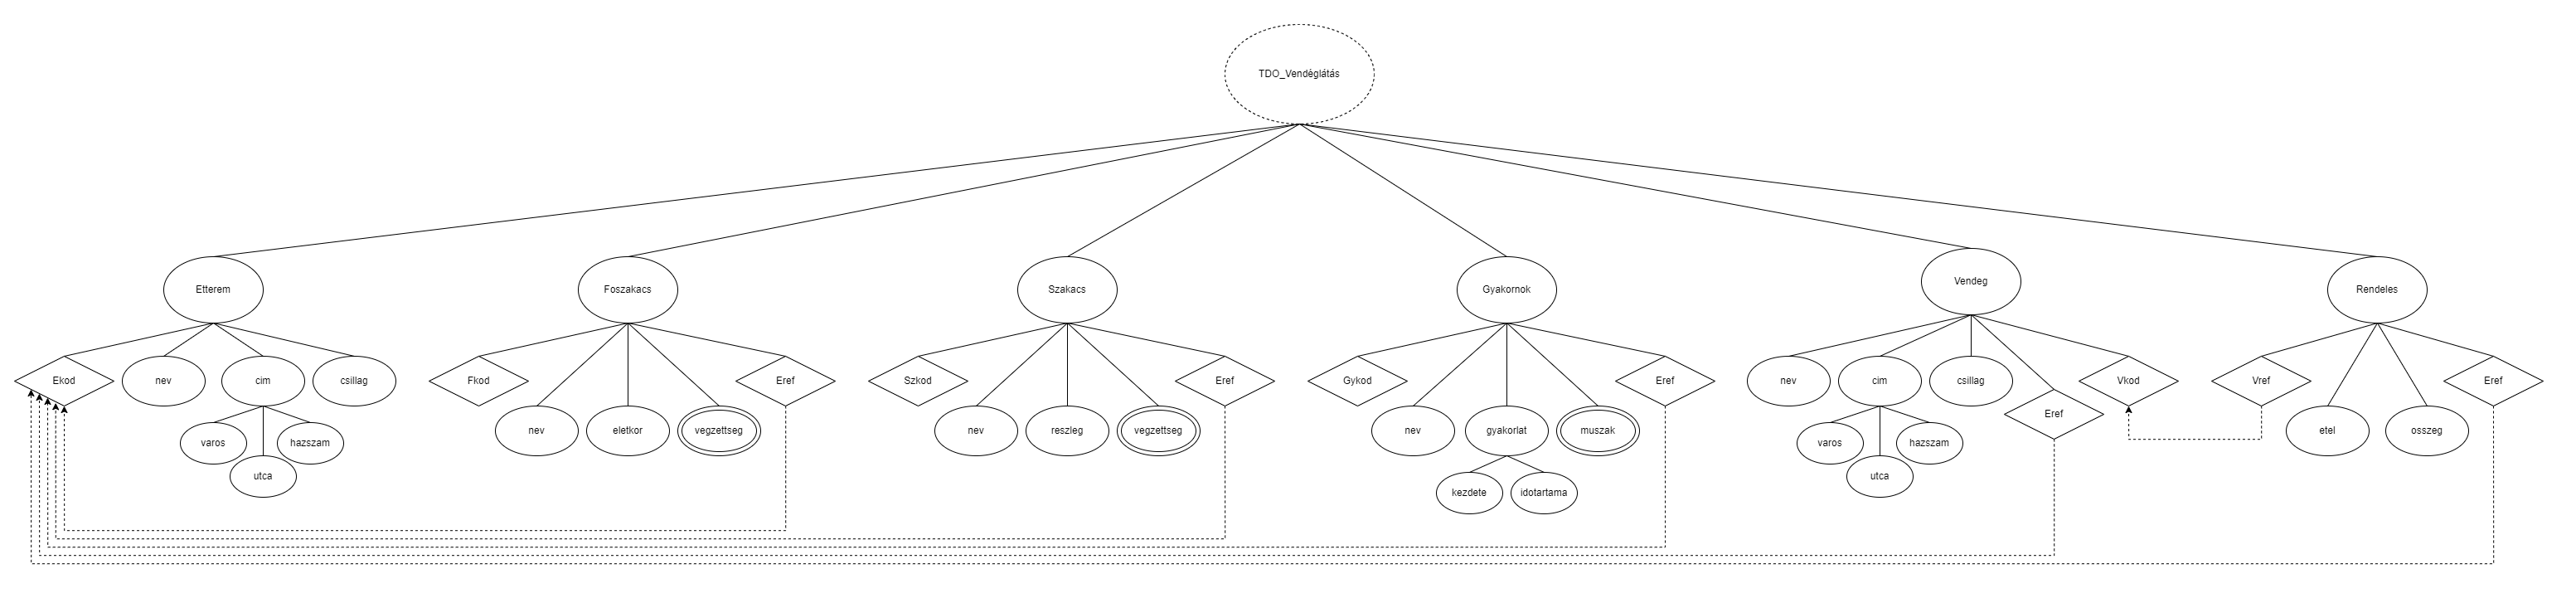 TDO_Vendéglátás
Etterem
Foszakacs
Szakacs
Gyakornok
Vendeg
Rendeles
Ekod
nev
cim
csillag
varos
utca
hazszam
Fkod
nev
eletkor
vegzettseg
Eref
Szkod
nev
reszleg
vegzettseg
Eref
Gykod
nev
gyakorlat
kezdete
idotartama
muszak
Eref
nev
cim
varos
utca
hazszam
csillag
Eref
Vkod
Vref
etel
osszeg
Eref